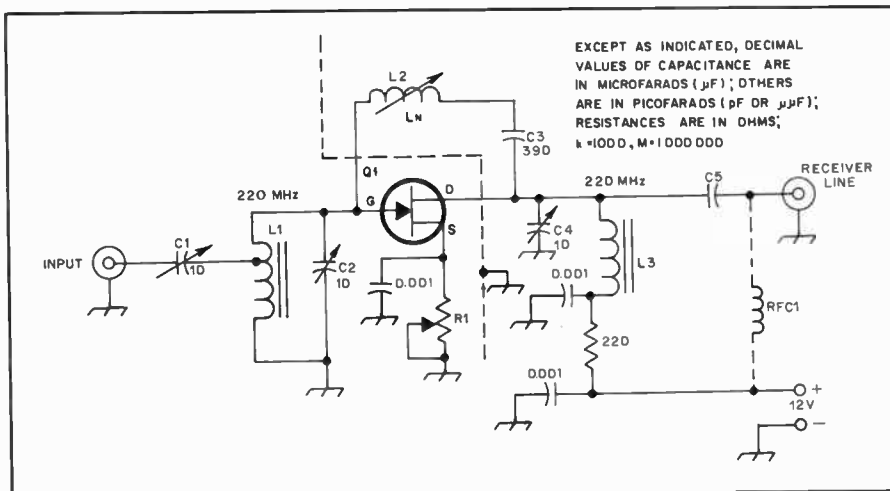 EXCEPT AS INDICATED, DECIMAL
VALUES OF CAPACITANCE ARE
IN MICROFARADS (µF); OTHERS
ARE IN PICOFARADS (pF OR µµF);
RESISTANCES ARE IN OHMS;
k=1000, M=1 000 000
L2
LN
C3
390
Q1
G
D
S
220 MHz
L1
INPUT
C1
10
C2
10
0.001
R1
C4
10
220 MHz
L3
0.001
220
0.001
C5
RECEIVER
LINE
RFC1
+
12V
−